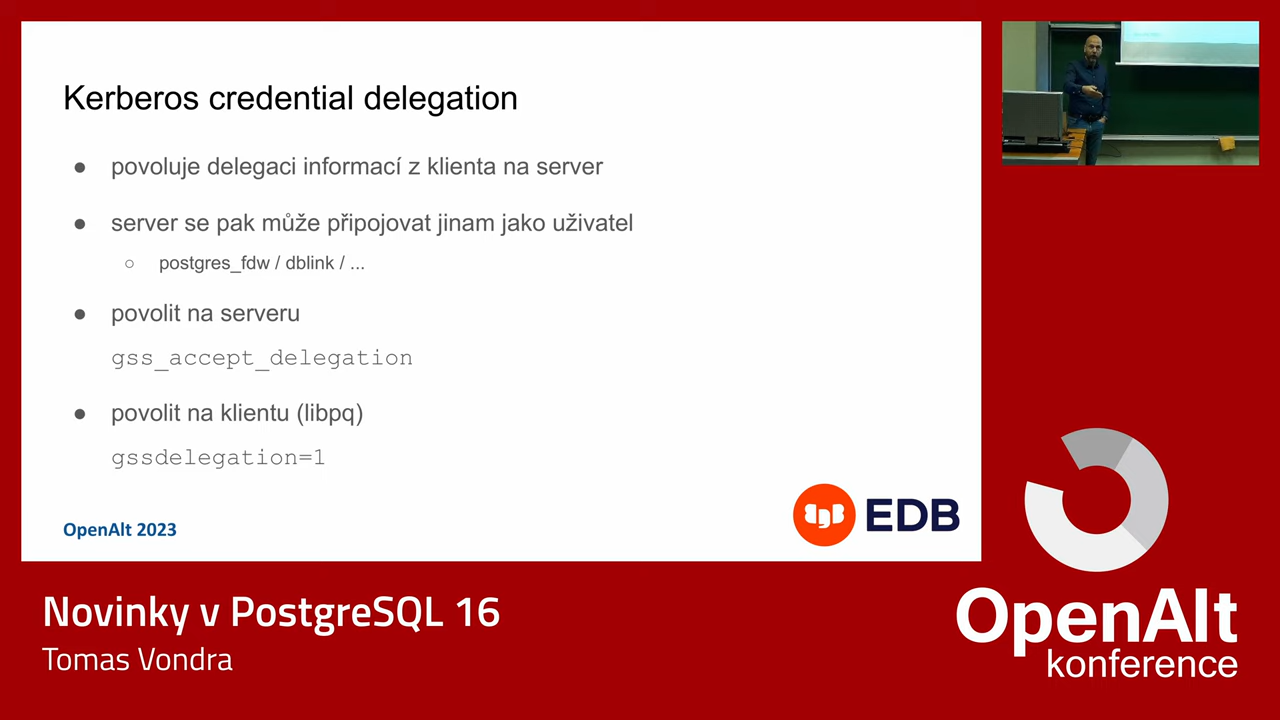 Kerberos credential delegation
● povoluje delegaci informací z klienta na server
● server se pak může připojovat jinam jako uživatel
○ postgres_fdw / dblink / ...
● povolit na serveru
gss_accept_delegation
● povolit na klientu (libpq)
gssdelegation=1
OpenAlt 2023
EDB
Novinky v PostgreSQL 16
Tomas Vondra
OpenAlt
konference